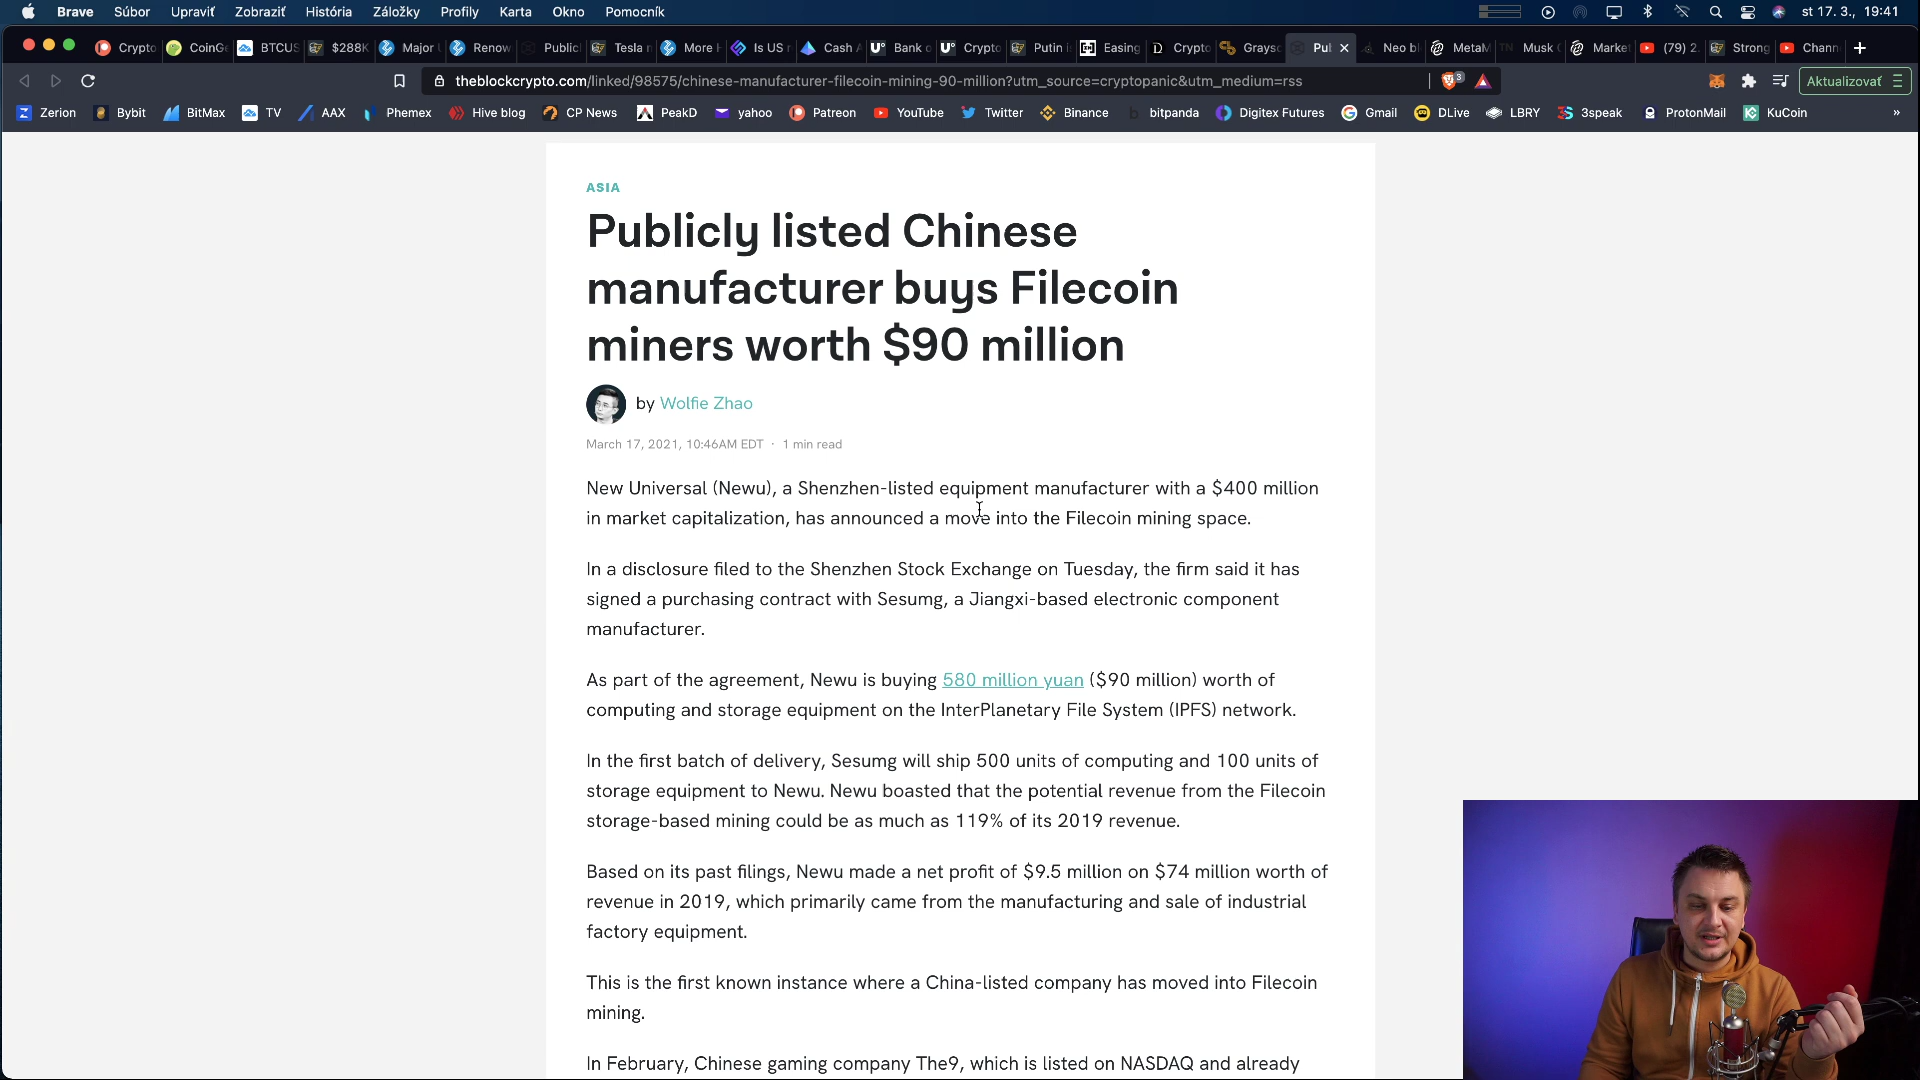 Brave Súbor Upraviť Zobraziť História Záložky Profily Karta Okno Pomocník st 17. 3., 19:41
Crypto CoinGe BTCUS $288K Major Renow Public Tesla r More H Is US r Cash A Bank o Crypto Putin i Easing Crypto Graysc Pul Neo bl MetaM Musk Market (79) 2. Strong Chann
theblockcrypto.com/linked/98575/chinese-manufacturer-filecoin-mining-90-million?utm_source=cryptopanic&utm_medium=rss 3 Aktualizovať
Zerion Bybit BitMax TV AAX Phemex Hive blog CP News PeakD yahoo Patreon YouTube Twitter Binance bitpanda Digitex Futures Gmail DLive LBRY 3speak ProtonMail KuCoin »
ASIA
Publicly listed Chinese
manufacturer buys Filecoin
miners worth $90 million
by Wolfie Zhao
March 17, 2021, 10:46AM EDT · 1 min read
New Universal (Newu), a Shenzhen-listed equipment manufacturer with a $400 million
in market capitalization, has announced a move into the Filecoin mining space.
In a disclosure filed to the Shenzhen Stock Exchange on Tuesday, the firm said it has
signed a purchasing contract with Sesumg, a Jiangxi-based electronic component
manufacturer.
As part of the agreement, Newu is buying 580 million yuan ($90 million) worth of
computing and storage equipment on the InterPlanetary File System (IPFS) network.
In the first batch of delivery, Sesumg will ship 500 units of computing and 100 units of
storage equipment to Newu. Newu boasted that the potential revenue from the Filecoin
storage-based mining could be as much as 119% of its 2019 revenue.
Based on its past filings, Newu made a net profit of $9.5 million on $74 million worth of
revenue in 2019, which primarily came from the manufacturing and sale of industrial
factory equipment.
This is the first known instance where a China-listed company has moved into Filecoin
mining.
In February, Chinese gaming company The9, which is listed on NASDAQ and already